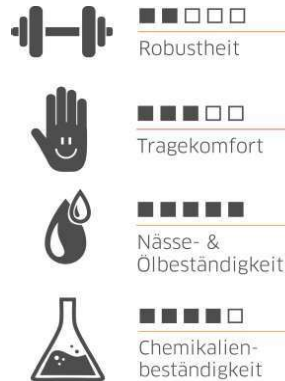 Robustheit
Tragekomfort
Nässe- &
Ölbeständigkeit
Chemikalien-
beständigkeit